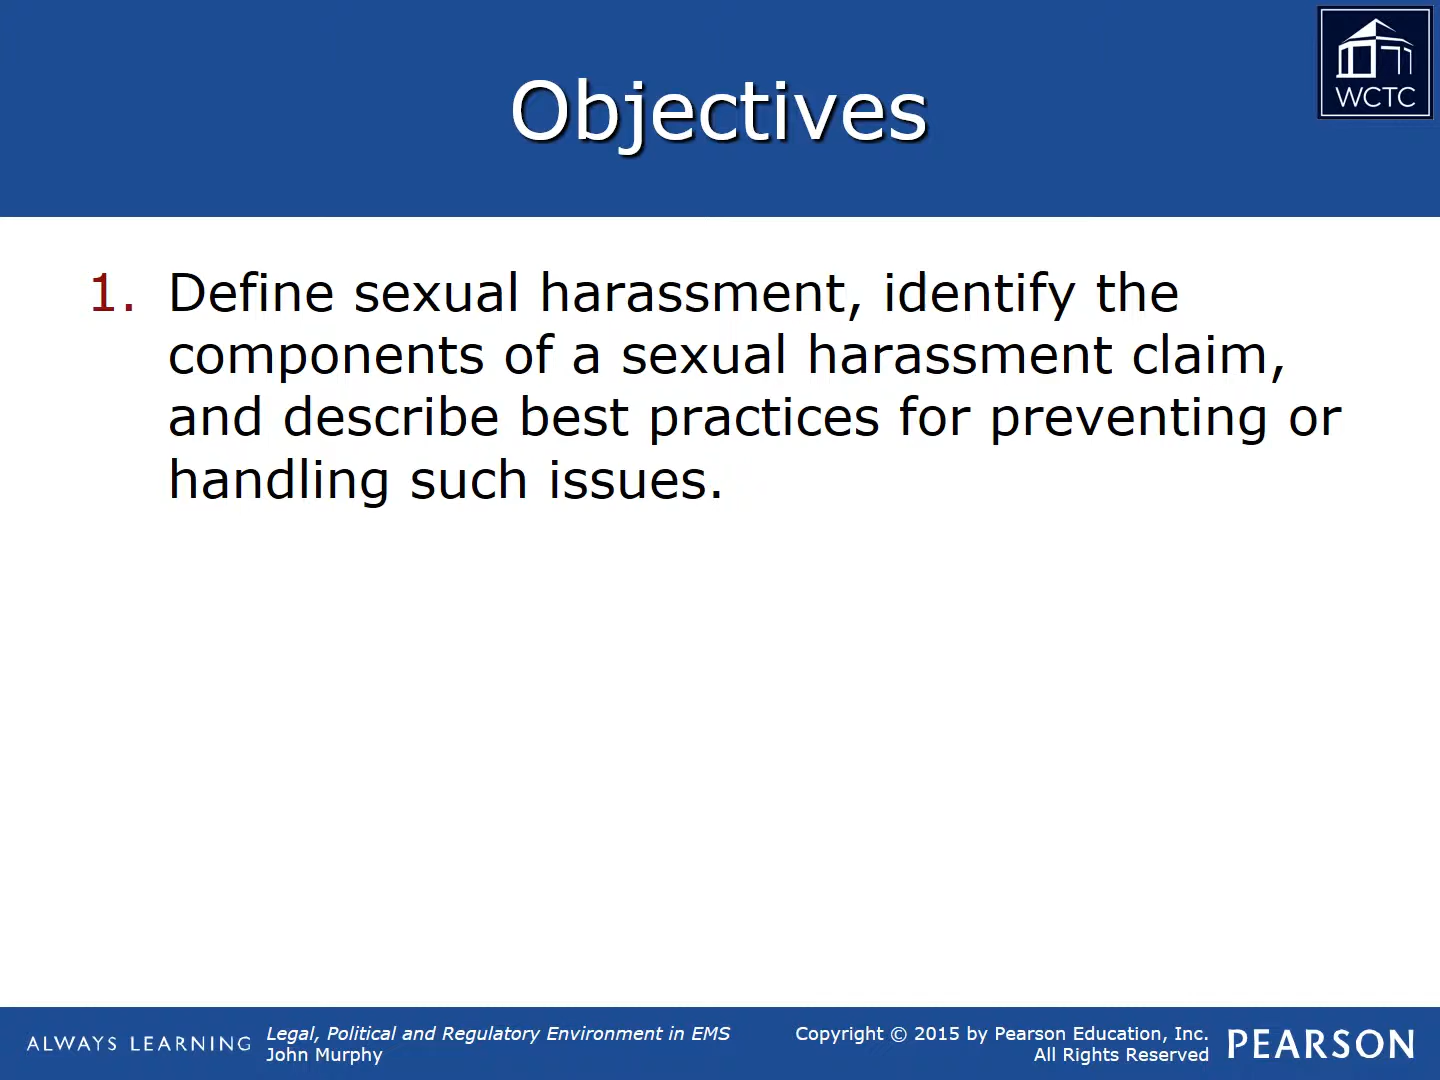 WCTC
Objectives
1. Define sexual harassment, identify the
components of a sexual harassment claim,
and describe best practices for preventing or
handling such issues.
ALWAYS LEARNING
Legal, Political and Regulatory Environment in EMS
John Murphy
Copyright © 2015 by Pearson Education, Inc.
All Rights Reserved
PEARSON